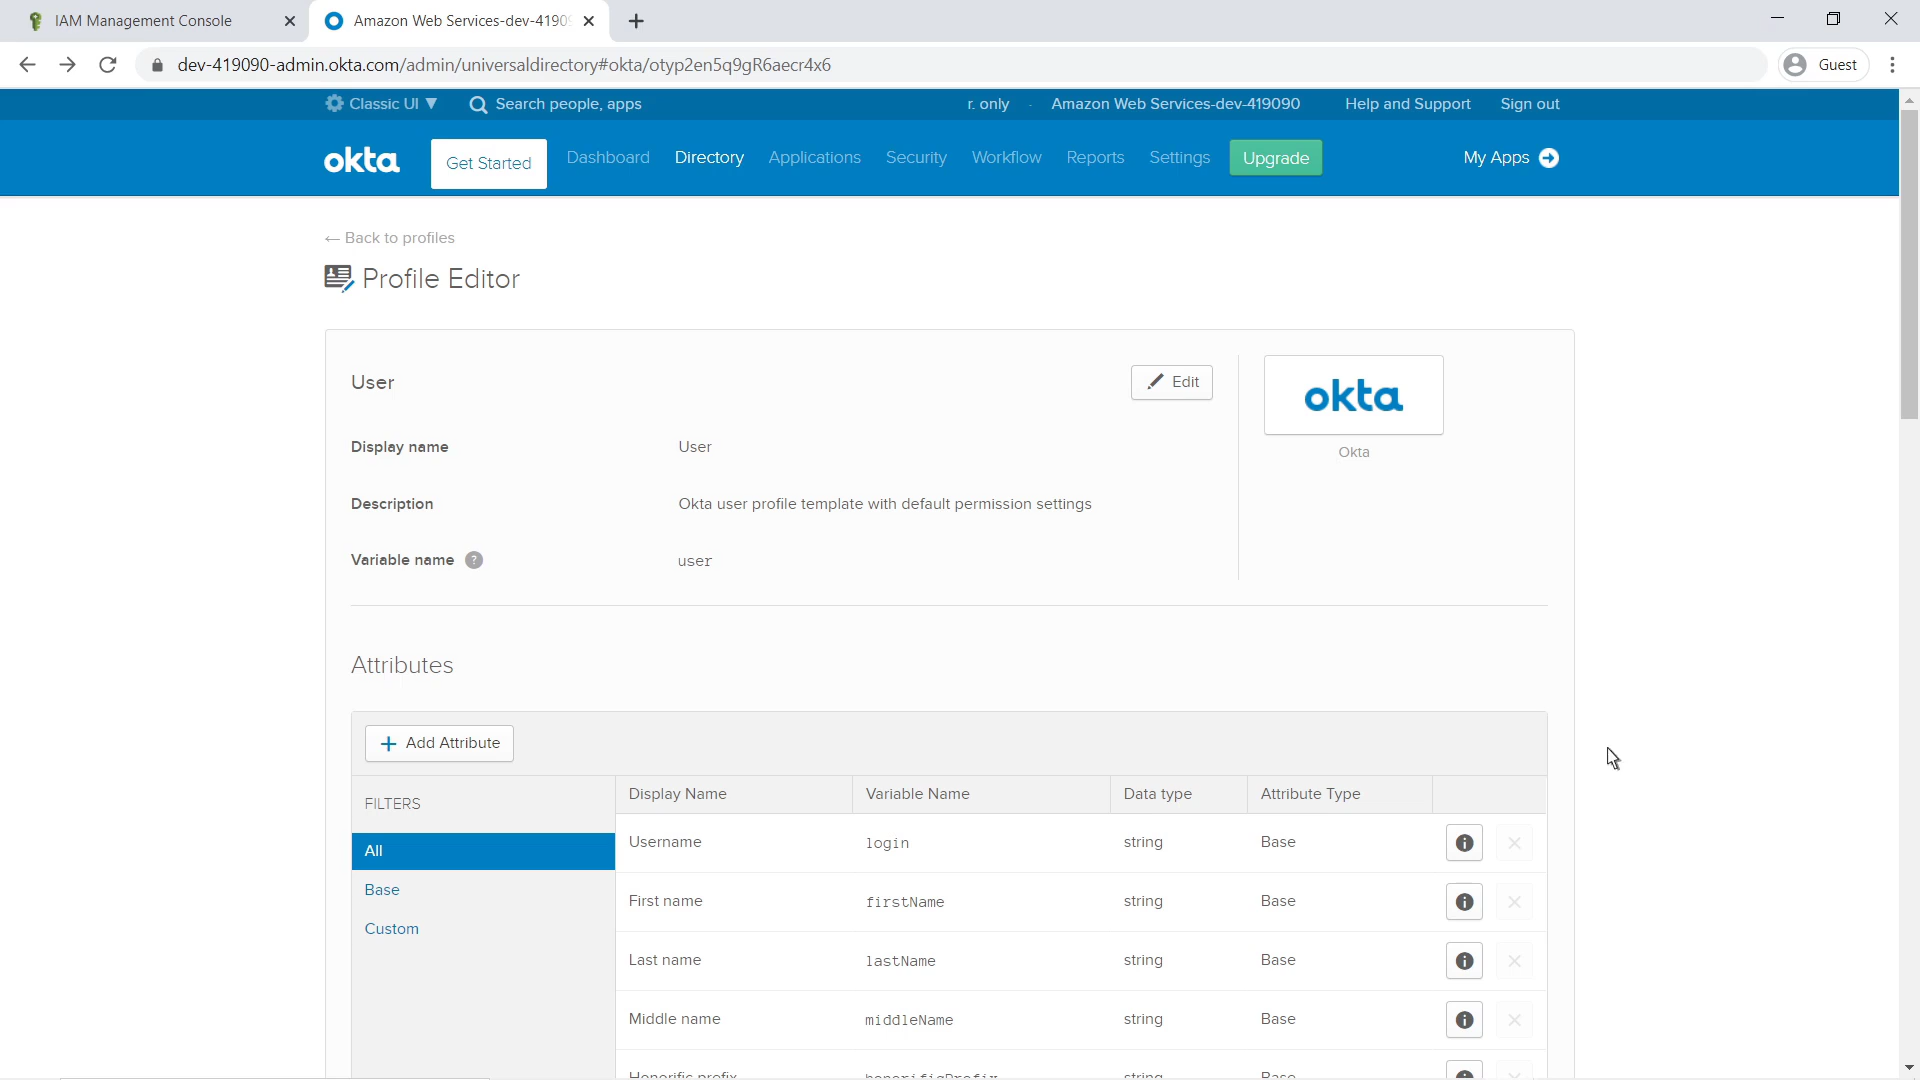 IAM Management Console
Amazon Web Services-dev-4190
dev-419090-admin.okta.com/admin/universaldirectory#okta/otyp2en5q9gR6aecr4x6
Guest
Classic UI
Search people, apps
r. only
Amazon Web Services-dev-419090
Help and Support
Sign out
okta
Get Started
Dashboard
Directory
Applications
Security
Workflow
Reports
Settings
Upgrade
My Apps
← Back to profiles
Profile Editor
User
Edit
okta
Okta
Display name
User
Description
Okta user profile template with default permission settings
Variable name ?
user
Attributes
+ Add Attribute
FILTERS
All
Base
Custom
Display Name Variable Name Data type Attribute Type
Username login string Base
First name firstName string Base
Last name lastName string Base
Middle name middleName string Base
Honorific prefix honorificPrefix string Base